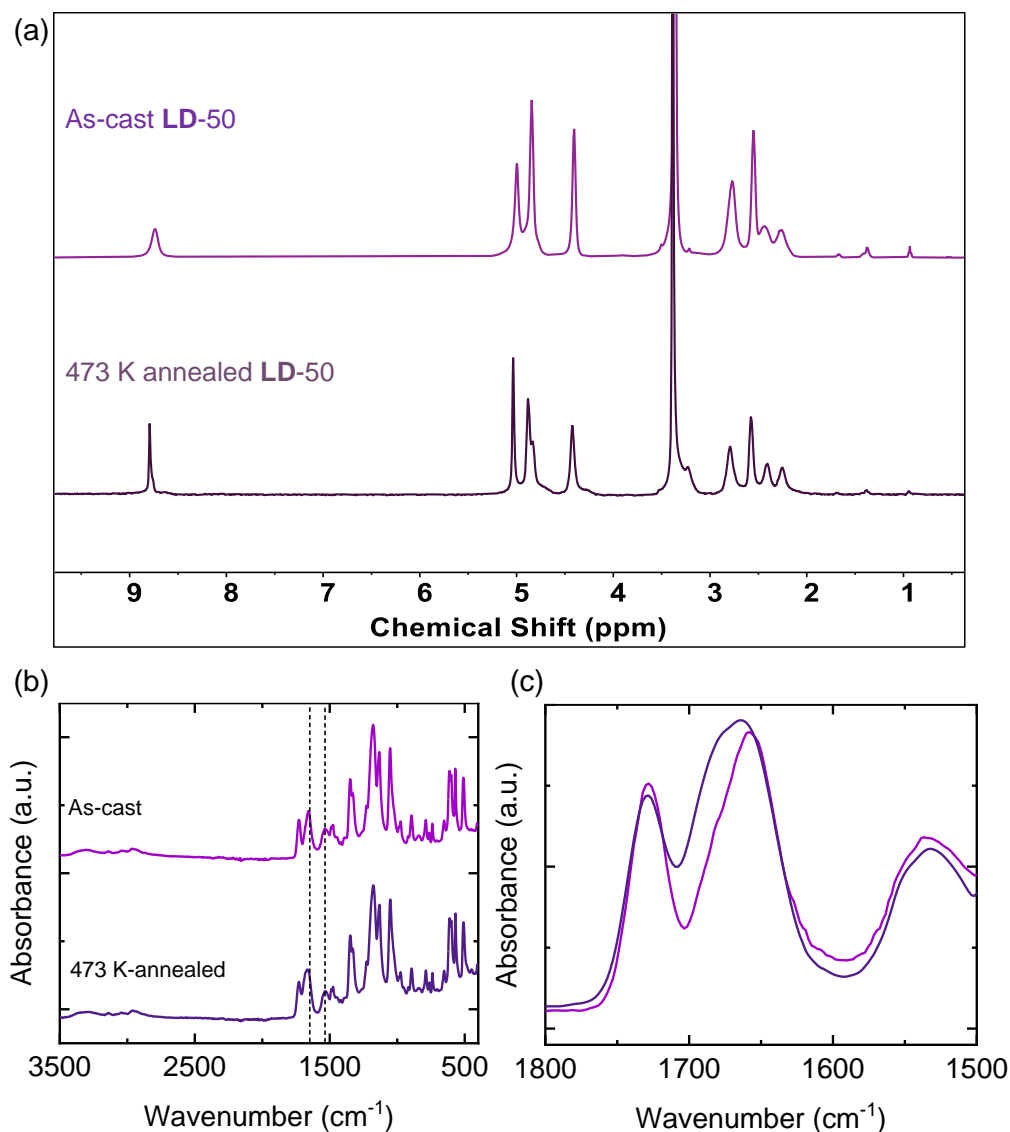 (a)
As-cast LD-50
473 K annealed LD-50
9 8 7 6 5 4 3 2 1
Chemical Shift (ppm)
(b)
Absorbance (a.u.)
As-cast
473 K-annealed
3500 2500 1500 500
Wavenumber (cm⁻¹)
(c)
Absorbance (a.u.)
1800 1700 1600 1500
Wavenumber (cm⁻¹)